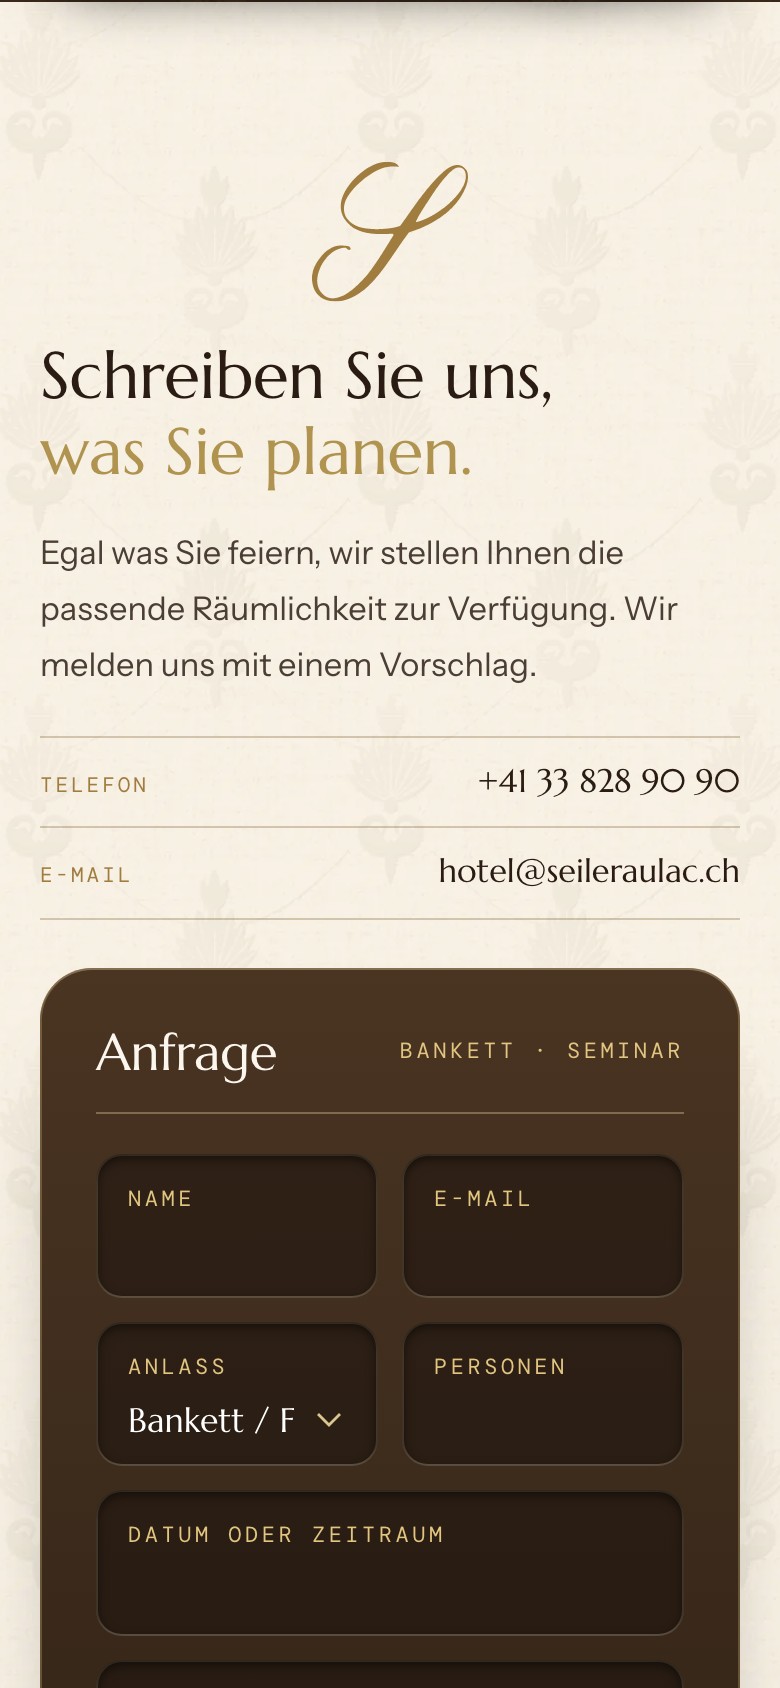 S
Schreiben Sie uns,
was Sie planen.
Egal was Sie feiern, wir stellen Ihnen die
passende Räumlichkeit zur Verfügung. Wir
melden uns mit einem Vorschlag.
TELEFON +41 33 828 90 90
E-MAIL hotel@seileraulac.ch
Anfrage BANKETT · SEMINAR
NAME E-MAIL
ANLASS PERSONEN
Bankett / F
DATUM ODER ZEITRAUM